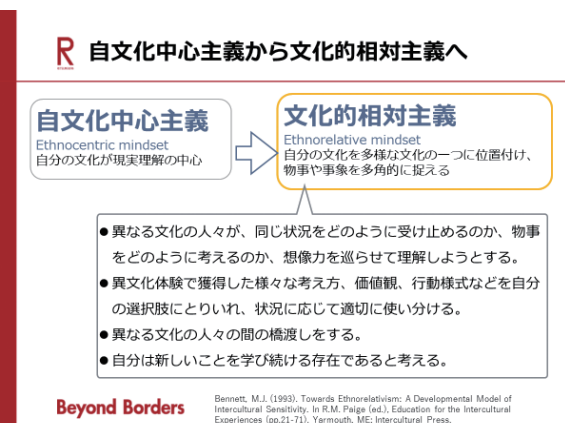 R
自文化中心主義から文化的相対主義へ
自文化中心主義
Ethnocentric mindset
自分の文化が現実理解の中心
文化的相対主義
Ethnorelative mindset
自分の文化を多様な文化の一つに位置付け、
物事や事象を多角的に捉える
●異なる文化の人々が、同じ状況をどのように受け止めるのか、物事
をどのように考えるのか、想像力を巡らせて理解しようとする。
●異文化体験で獲得した様々な考え方、価値観、行動様式などを自分
の選択肢にとりいれ、状況に応じて適切に使い分ける。
●異なる文化の人々の間の橋渡しをする。
●自分は新しいことを学び続ける存在であると考える。
Beyond Borders
Bennett, M.J. (1993). Towards Ethnorelativism: A Developmental Model of
Intercultural Sensitivity. In R.M. Paige (ed.), Education for the Intercultural
Experiences (pp.21-71). Yarmouth, ME: Intercultural Press.